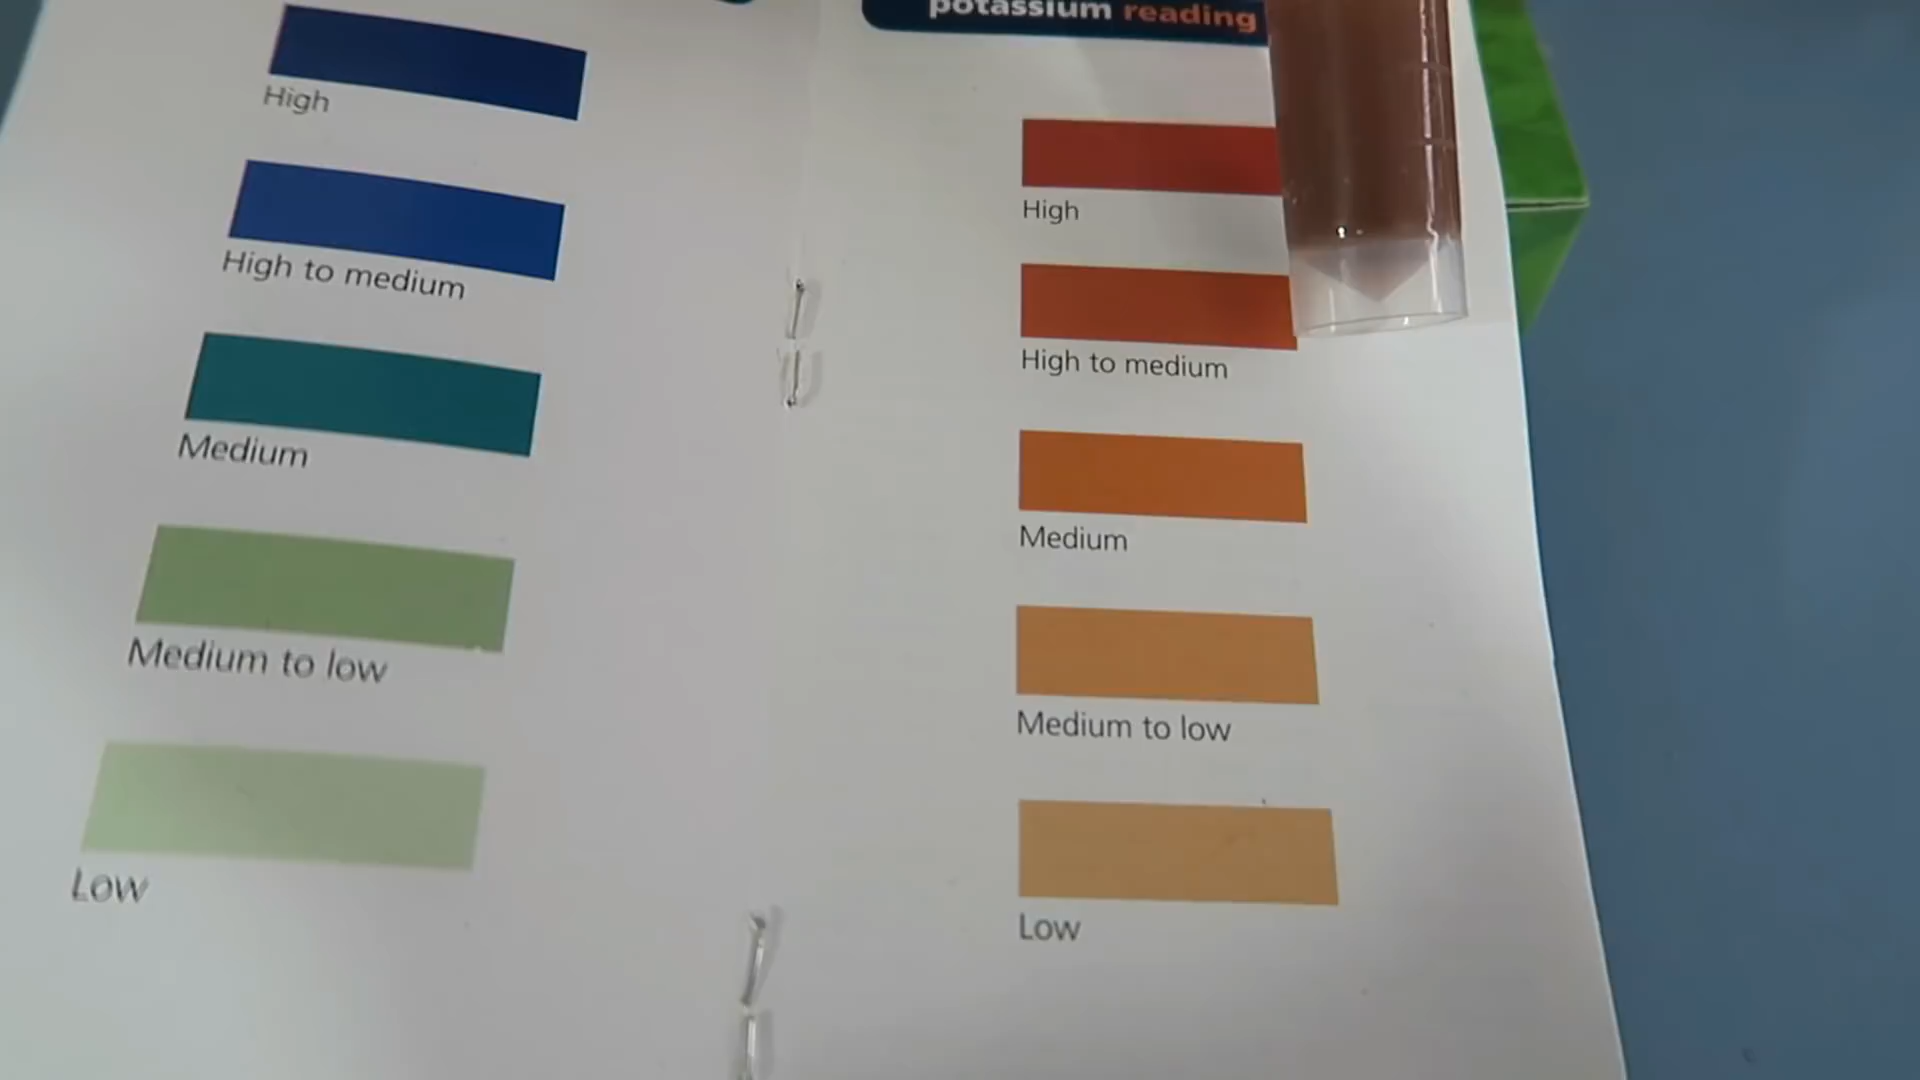 High
High to medium
Medium
Medium to low
Low
potassium reading
High
High to medium
Medium
Medium to low
Low